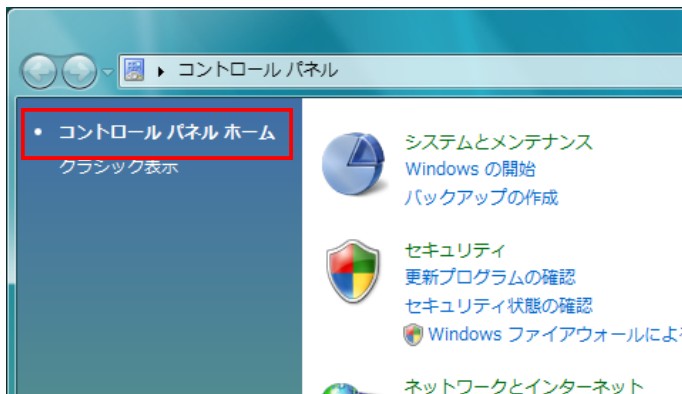 コントロール パネル
コントロール パネル ホーム
クラシック表示
システムとメンテナンス
Windows の開始
バックアップの作成
セキュリティ
更新プログラムの確認
セキュリティ状態の確認
Windows ファイアウォールによ
ネットワークとインターネット